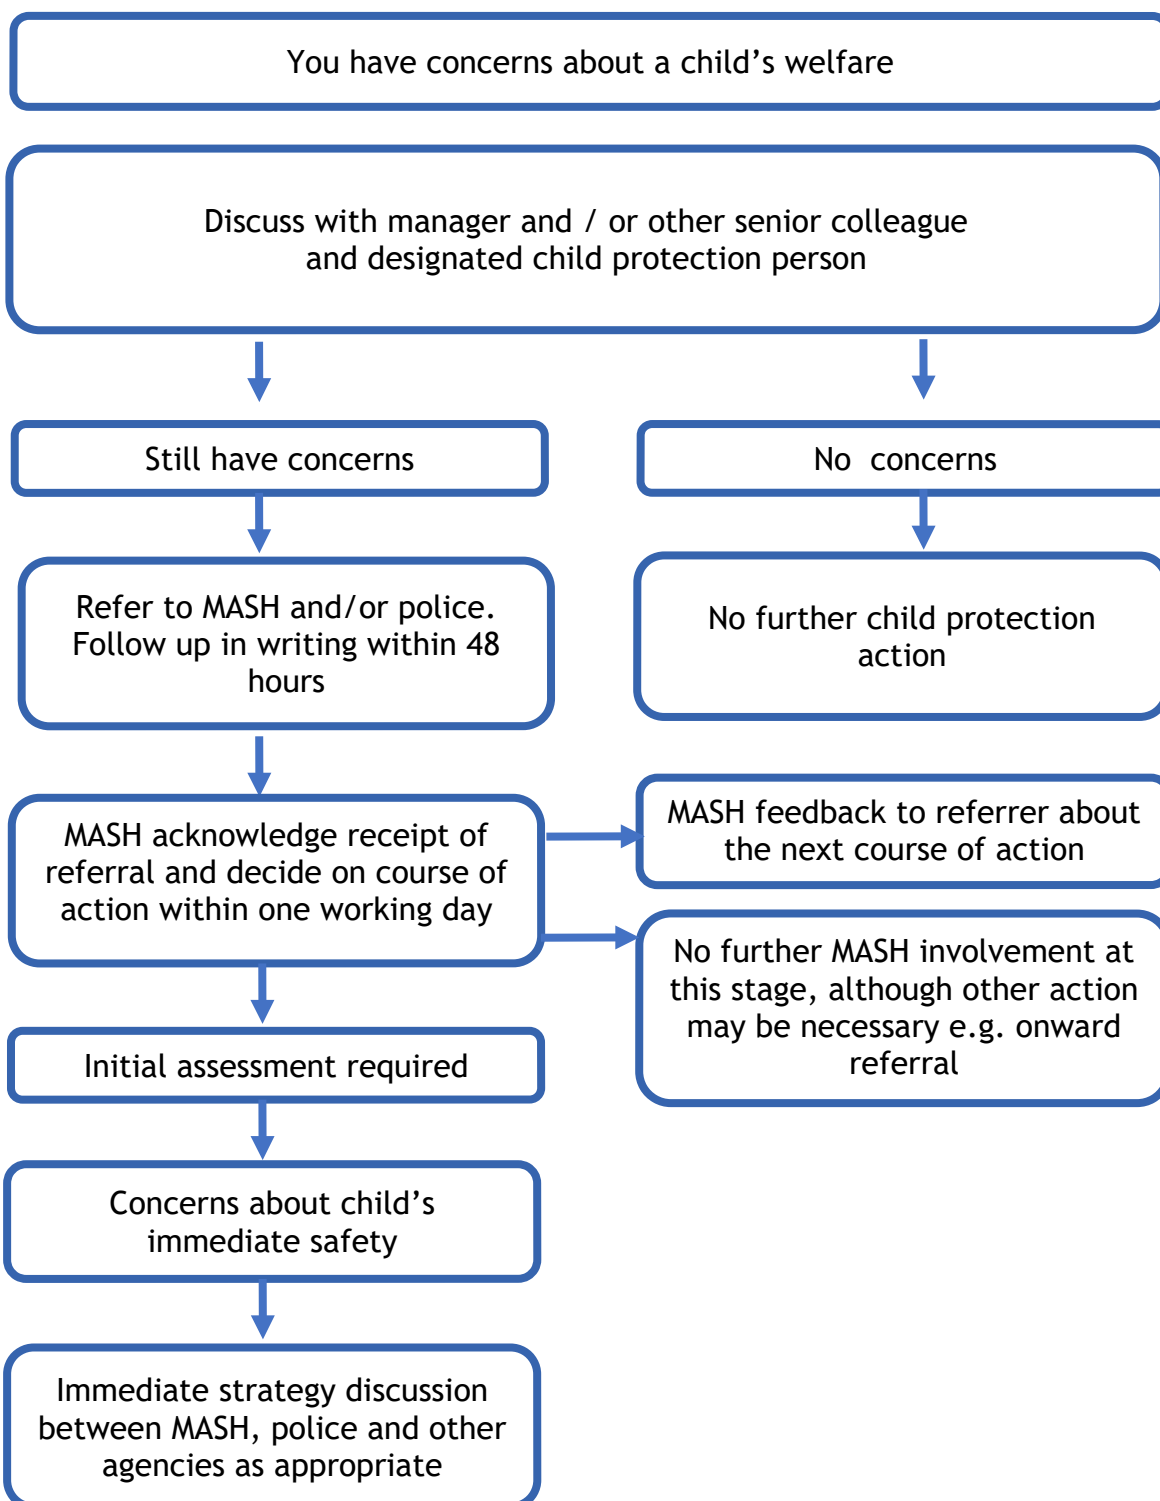 You have concerns about a child’s welfare
Discuss with manager and / or other senior colleague
and designated child protection person
Still have concerns
No concerns
Refer to MASH and/or police.
Follow up in writing within 48
hours
No further child protection
action
MASH acknowledge receipt of
referral and decide on course of
action within one working day
MASH feedback to referrer about
the next course of action
No further MASH involvement at
this stage, although other action
may be necessary e.g. onward
referral
Initial assessment required
Concerns about child’s
immediate safety
Immediate strategy discussion
between MASH, police and other
agencies as appropriate